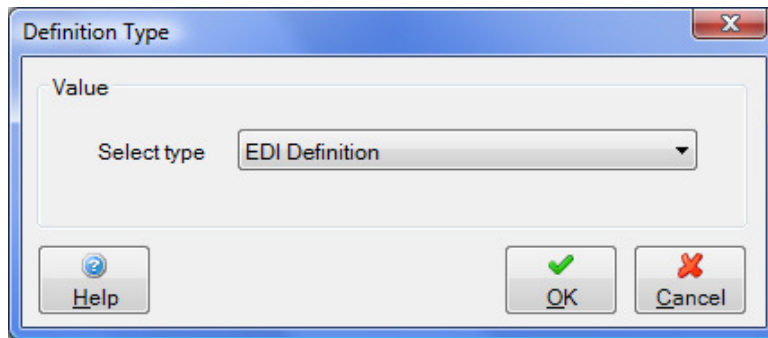 Definition Type
Value
Select type EDI Definition
Help OK Cancel